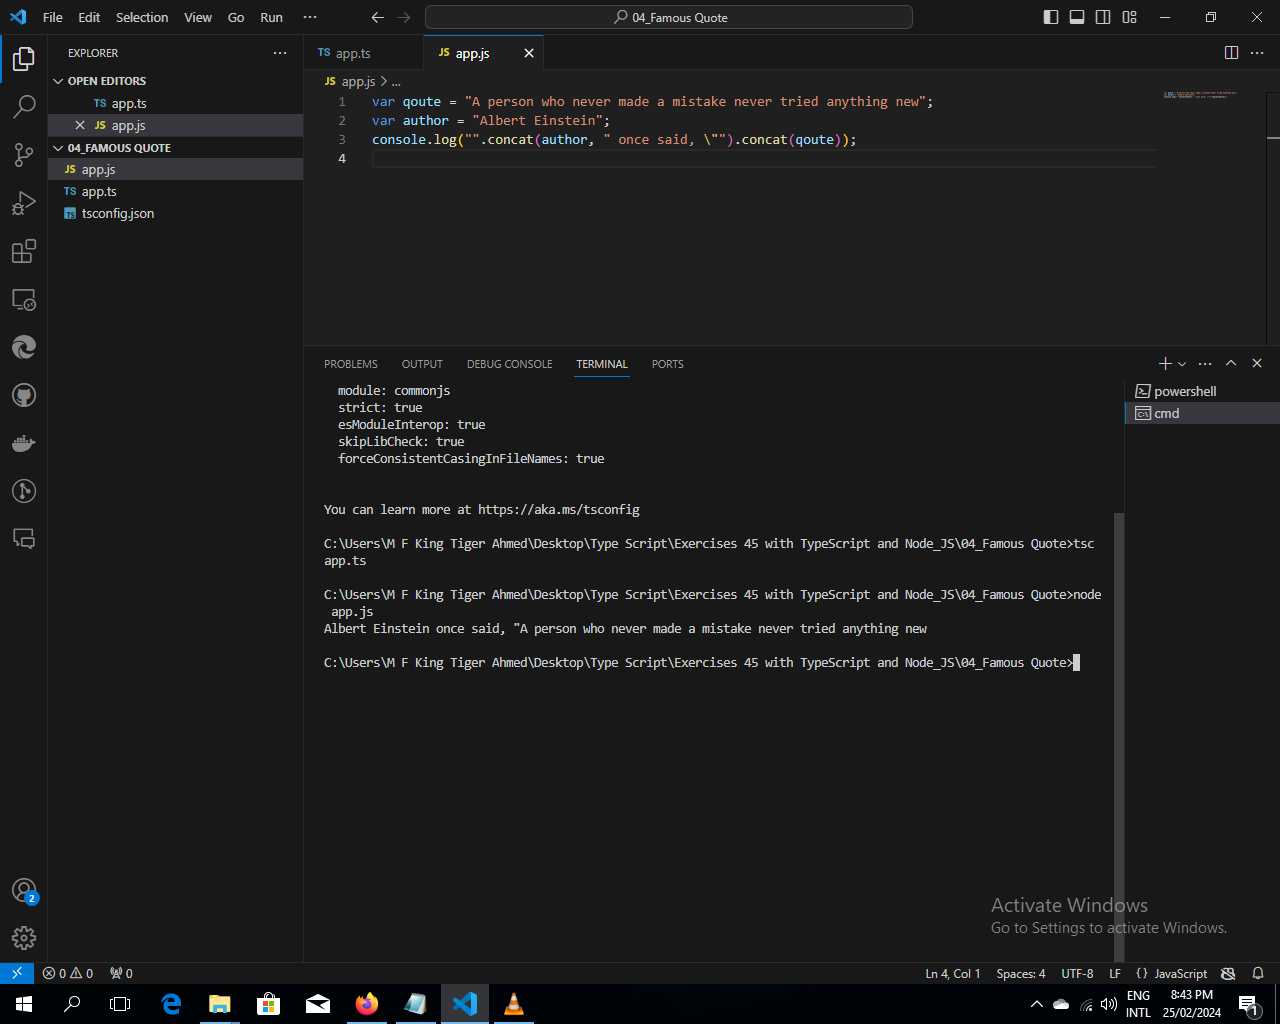 File Edit Selection View Go Run ···
04_Famous Quote
EXPLORER ···
OPEN EDITORS
TS app.ts
JS app.js
04_FAMOUS QUOTE
JS app.js
TS app.ts
TS tsconfig.json
TS app.ts
JS app.js
JS app.js > ...
1 var qoute = "A person who never made a mistake never tried anything new";
2 var author = "Albert Einstein";
3 console.log("".concat(author, " once said, \"").concat(qoute));
4
PROBLEMS OUTPUT DEBUG CONSOLE TERMINAL PORTS
powershell
cmd
module: commonjs
strict: true
esModuleInterop: true
skipLibCheck: true
forceConsistentCasingInFileNames: true
You can learn more at https://aka.ms/tsconfig
C:\Users\M F King Tiger Ahmed\Desktop\Type Script\Exercises 45 with TypeScript and Node_JS\04_Famous Quote>tsc
app.ts
C:\Users\M F King Tiger Ahmed\Desktop\Type Script\Exercises 45 with TypeScript and Node_JS\04_Famous Quote>node
app.js
Albert Einstein once said, "A person who never made a mistake never tried anything new
C:\Users\M F King Tiger Ahmed\Desktop\Type Script\Exercises 45 with TypeScript and Node_JS\04_Famous Quote>
2
Activate Windows
Go to Settings to activate Windows.
0 0 0
Ln 4, Col 1 Spaces: 4 UTF-8 LF {} JavaScript
ENG
INTL
8:43 PM
25/02/2024
1